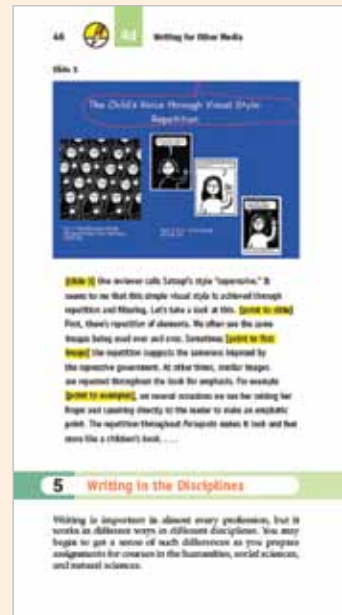 48 4d Writing for Other Media
Slide 3
The Child's Voice through Visual Style:
Repetition
[slide 3] One reviewer calls Satrapi's style "expressive." It
seems to me that this simple visual style is achieved through
repetition and filtering. Let's take a look at this. [point to slide]
First, there's repetition of elements. We often see the same
images being used over and over. Sometimes [point to first
image] the repetition suggests the sameness imposed by
the repressive government. At other times, similar images
are repeated throughout the book for emphasis. For example
[point to examples], on several occasions we see her raising her
finger and speaking directly to the reader to make an emphatic
point. The repetition throughout Persepolis makes it look and feel
more like a children's book. . . .
5 Writing in the Disciplines
Writing is important in almost every profession, but it
works in different ways in different disciplines. You may
begin to get a sense of such differences as you prepare
assignments for courses in the humanities, social sciences,
and natural sciences.